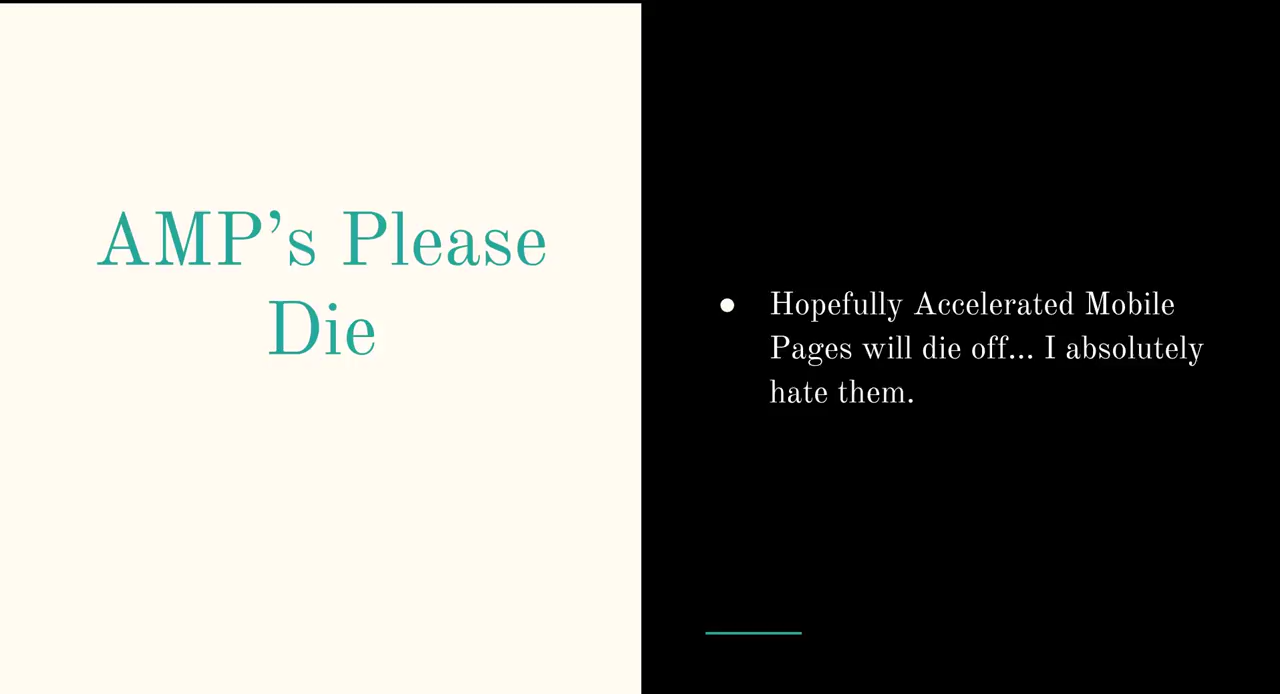 AMP’s Please
Die
● Hopefully Accelerated Mobile
Pages will die off... I absolutely
hate them.